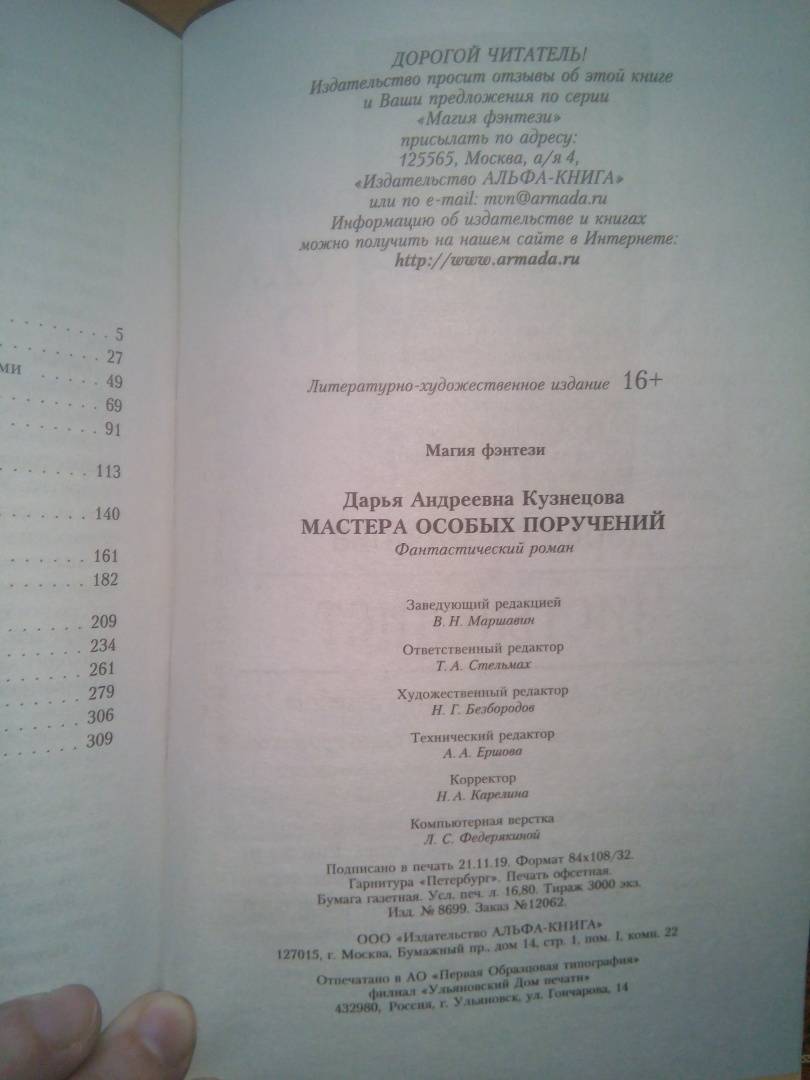 5
27
ми
49
69
91
113
140
161
182
209
234
261
279
306
309
ДОРОГОЙ ЧИТАТЕЛЬ!
Издательство просит отзывы об этой книге
и Ваши предложения по серии
«Магия фэнтези»
присылать по адресу:
125565, Москва, а/я 4,
«Издательство АЛЬФА-КНИГА»
или по e-mail: mvn@armada.ru
Информацию об издательстве и книгах
можно получить на нашем сайте в Интернете:
http://www.armada.ru
Литературно-художественное издание 16+
Магия фэнтези
Дарья Андреевна Кузнецова
МАСТЕРА ОСОБЫХ ПОРУЧЕНИЙ
Фантастический роман
Заведующий редакцией
В. Н. Маршавин
Ответственный редактор
Т. А. Стельмах
Художественный редактор
Н. Г. Безбородов
Технический редактор
А. А. Ершова
Корректор
Н. А. Карелина
Компьютерная верстка
Л. С. Федерякиной
Подписано в печать 21.11.19. Формат 84х108/32.
Гарнитура «Петербург». Печать офсетная.
Бумага газетная. Усл. печ. л. 16,80. Тираж 3000 экз.
Изд. № 8699. Заказ №12062.
ООО «Издательство АЛЬФА-КНИГА»
127015, г. Москва, Бумажный пр., дом 14, стр. 1, пом. I, комн. 22
Отпечатано в АО «Первая Образцовая типография»
филиал «Ульяновский Дом печати»
432980, Россия, г. Ульяновск, ул. Гончарова, 14